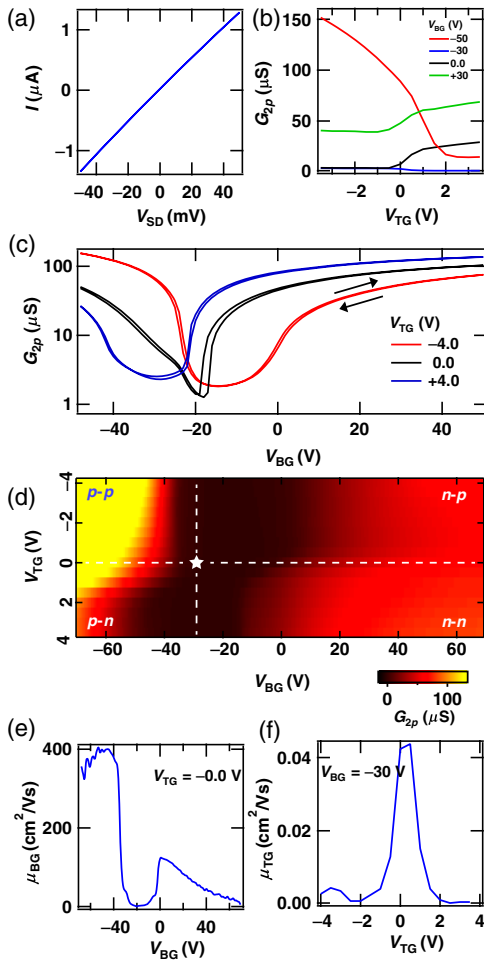 (a)
I (μA)
1
0
−1
−40
−20
0
20
40
V_SD (mV)
(b)
G_2p (μS)
150
100
50
0
V_BG (V)
−50
−30
0.0
+30
−2
0
2
V_TG (V)
(c)
G_2p (μS)
100
10
1
V_TG (V)
−4.0
0.0
+4.0
−40
−20
0
20
40
V_BG (V)
(d)
V_TG (V)
−4
−2
0
2
4
p-p
n-p
p-n
n-n
−60
−40
−20
0
20
40
60
V_BG (V)
0
100
G_2p (μS)
(e)
μ_BG (cm²/Vs)
400
200
0
V_TG = −0.0 V
−40
0
40
V_BG (V)
(f)
μ_TG (cm²/Vs)
0.04
0.02
0.00
V_BG = −30 V
−4
−2
0
2
4
V_TG (V)